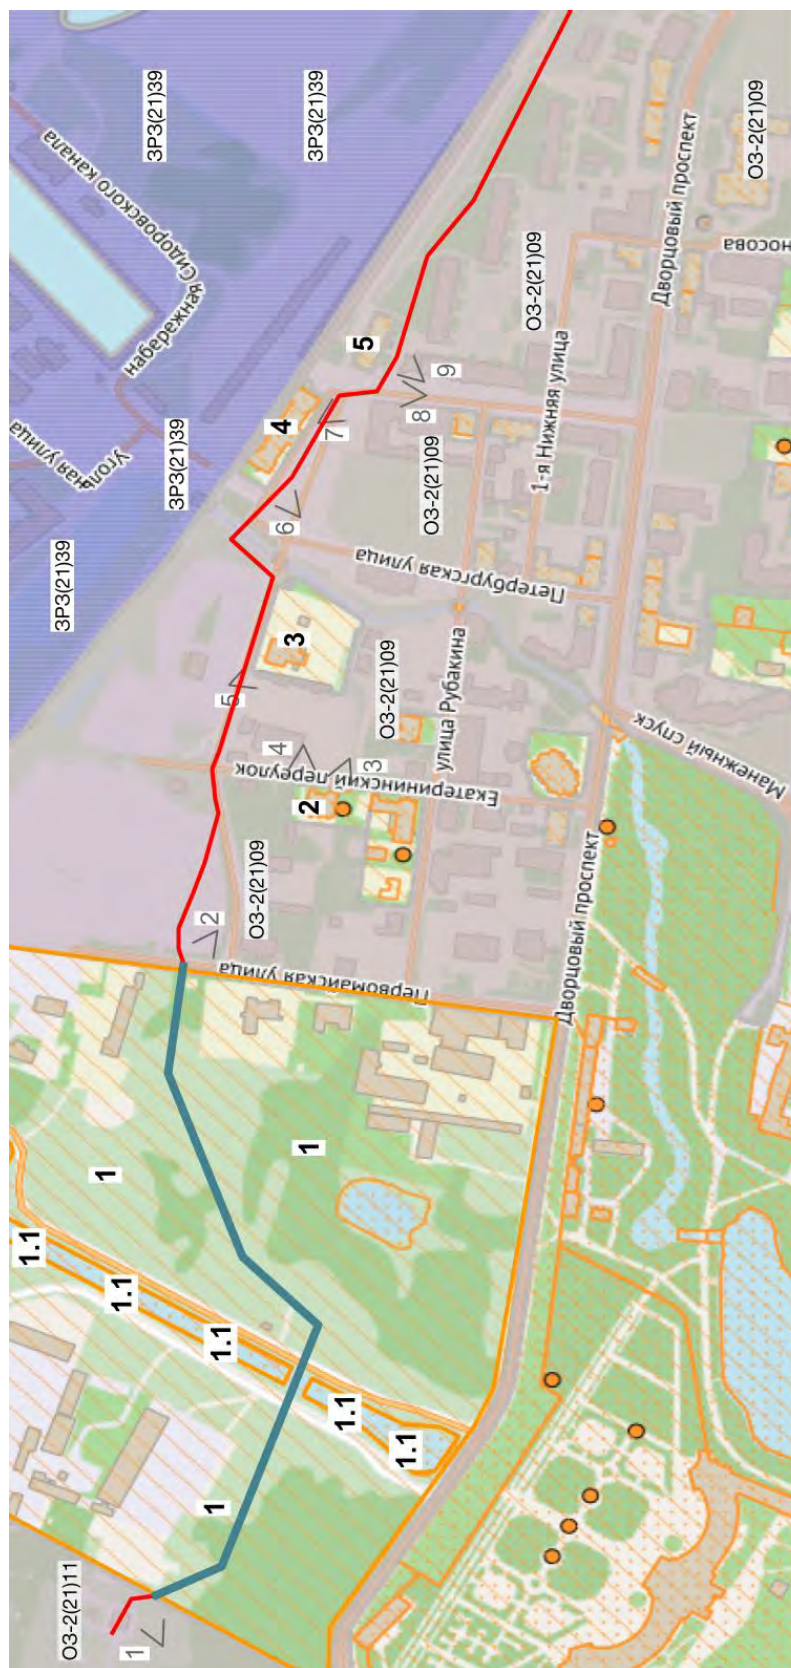 ЗРЗ(21)39
ЗРЗ(21)39
набережная Сидоровского канала
ОЗ-2(21)09
Дворцовый проспект
носова
ОЗ-2(21)09
1-я Нижняя улица
5
9
8
4
7
ОЗ-2(21)09
ная улица
Уголь
ЗРЗ(21)39
6
ЗРЗ(21)39
Петербургская улица
3
5
ОЗ-2(21)09
улица Рубакина
Манежный спуск
4
3
2
Екатерининский переулок
ОЗ-2(21)09
2
Первомайская улица
Дворцовый проспект
1
1
1.1
1.1
1.1
1.1
1.1
1
ОЗ-2(21)11
1